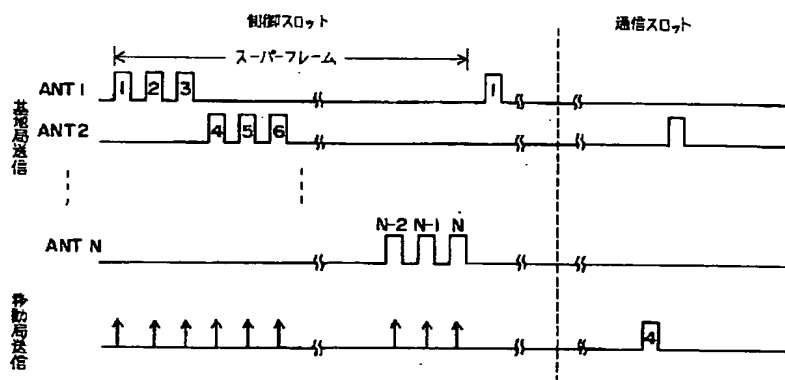 制御スロット
通信スロット
スーパーフレーム
基地局送信
ANT 1
1 2 3
1
ANT 2
4 5 6
N-2 N-1 N
ANT N
移動局送信
4